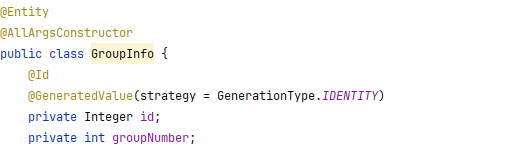 @Entity
@AllArgsConstructor
public class GroupInfo {
@Id
@GeneratedValue(strategy = GenerationType.IDENTITY)
private Integer id;
private int groupNumber;